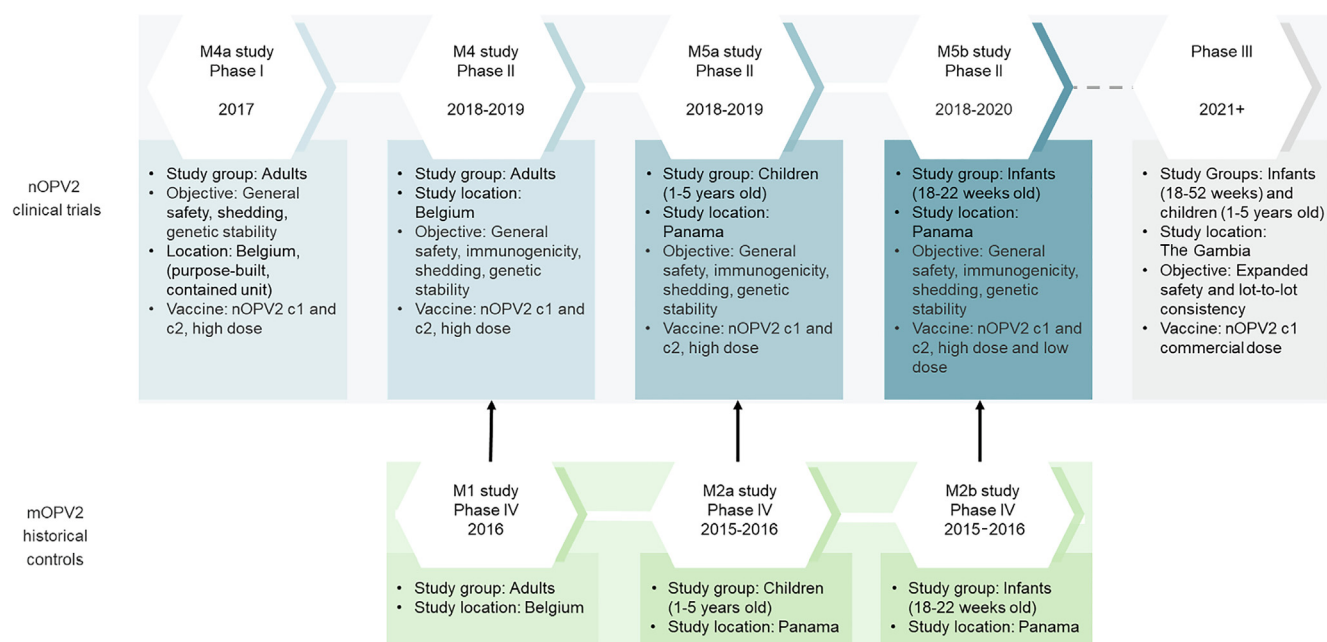 nOPV2
clinical trials
M4a study
Phase I
2017
• Study group: Adults
• Objective: General
safety, shedding,
genetic stability
• Location: Belgium,
(purpose-built,
contained unit)
• Vaccine: nOPV2 c1 and
c2, high dose
M4 study
Phase II
2018-2019
• Study group: Adults
• Study location:
Belgium
• Objective: General
safety, immunogenicity,
shedding, genetic
stability
• Vaccine: nOPV2 c1 and
c2, high dose
M5a study
Phase II
2018-2019
• Study group: Children
(1-5 years old)
• Study location:
Panama
• Objective: General
safety, immunogenicity,
shedding, genetic
stability
• Vaccine: nOPV2 c1 and
c2, high dose
M5b study
Phase II
2018-2020
• Study group: Infants
(18-22 weeks old)
• Study location:
Panama
• Objective: General
safety, immunogenicity,
shedding, genetic
stability
• Vaccine: nOPV2 c1 and
c2, high dose and low
dose
Phase III
2021+
• Study Groups: Infants
(18-52 weeks) and
children (1-5 years old)
• Study location:
The Gambia
• Objective: Expanded
safety and lot-to-lot
consistency
• Vaccine: nOPV2 c1
commercial dose
mOPV2
historical
controls
M1 study
Phase IV
2016
• Study group: Adults
• Study location: Belgium
M2a study
Phase IV
2015-2016
• Study group: Children
(1-5 years old)
• Study location: Panama
M2b study
Phase IV
2015-2016
• Study group: Infants
(18-22 weeks old)
• Study location: Panama